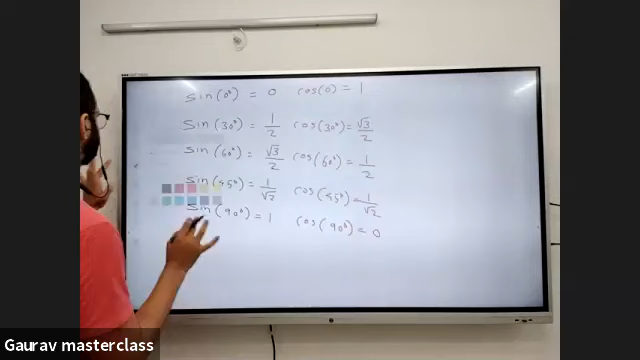 sin(0°) = 0 cos(0) = 1
sin(30°) = 1/2 cos(30°) = √3/2
sin(60°) = √3/2 cos(60°) = 1/2
sin(45°) = 1/√2 cos(45°) = 1/√2
sin(90°) = 1 cos(90°) = 0
Gaurav masterclass